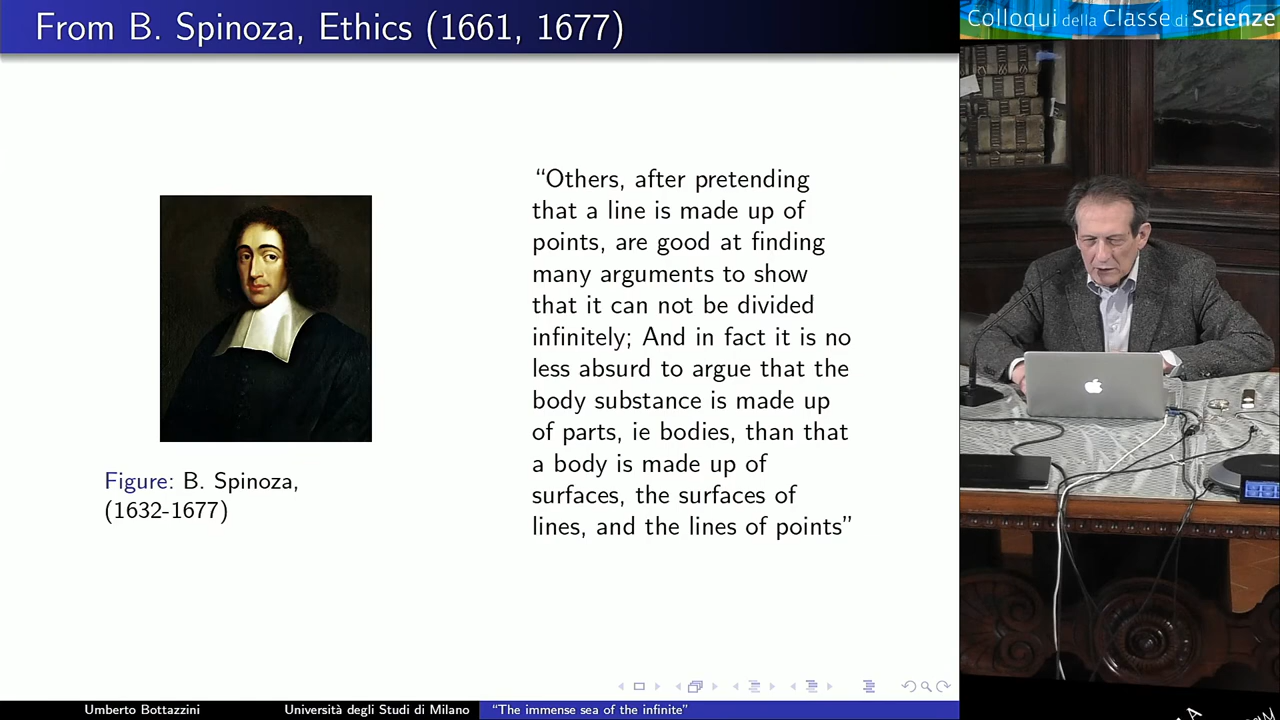 From B. Spinoza, Ethics (1661, 1677)
Colloqui della Classe di Scienze
“Others, after pretending
that a line is made up of
points, are good at finding
many arguments to show
that it can not be divided
infinitely; And in fact it is no
less absurd to argue that the
body substance is made up
of parts, ie bodies, than that
a body is made up of
surfaces, the surfaces of
lines, and the lines of points”
Figure: B. Spinoza,
(1632-1677)
Umberto Bottazzini
Università degli Studi di Milano
“The immense sea of the infinite”